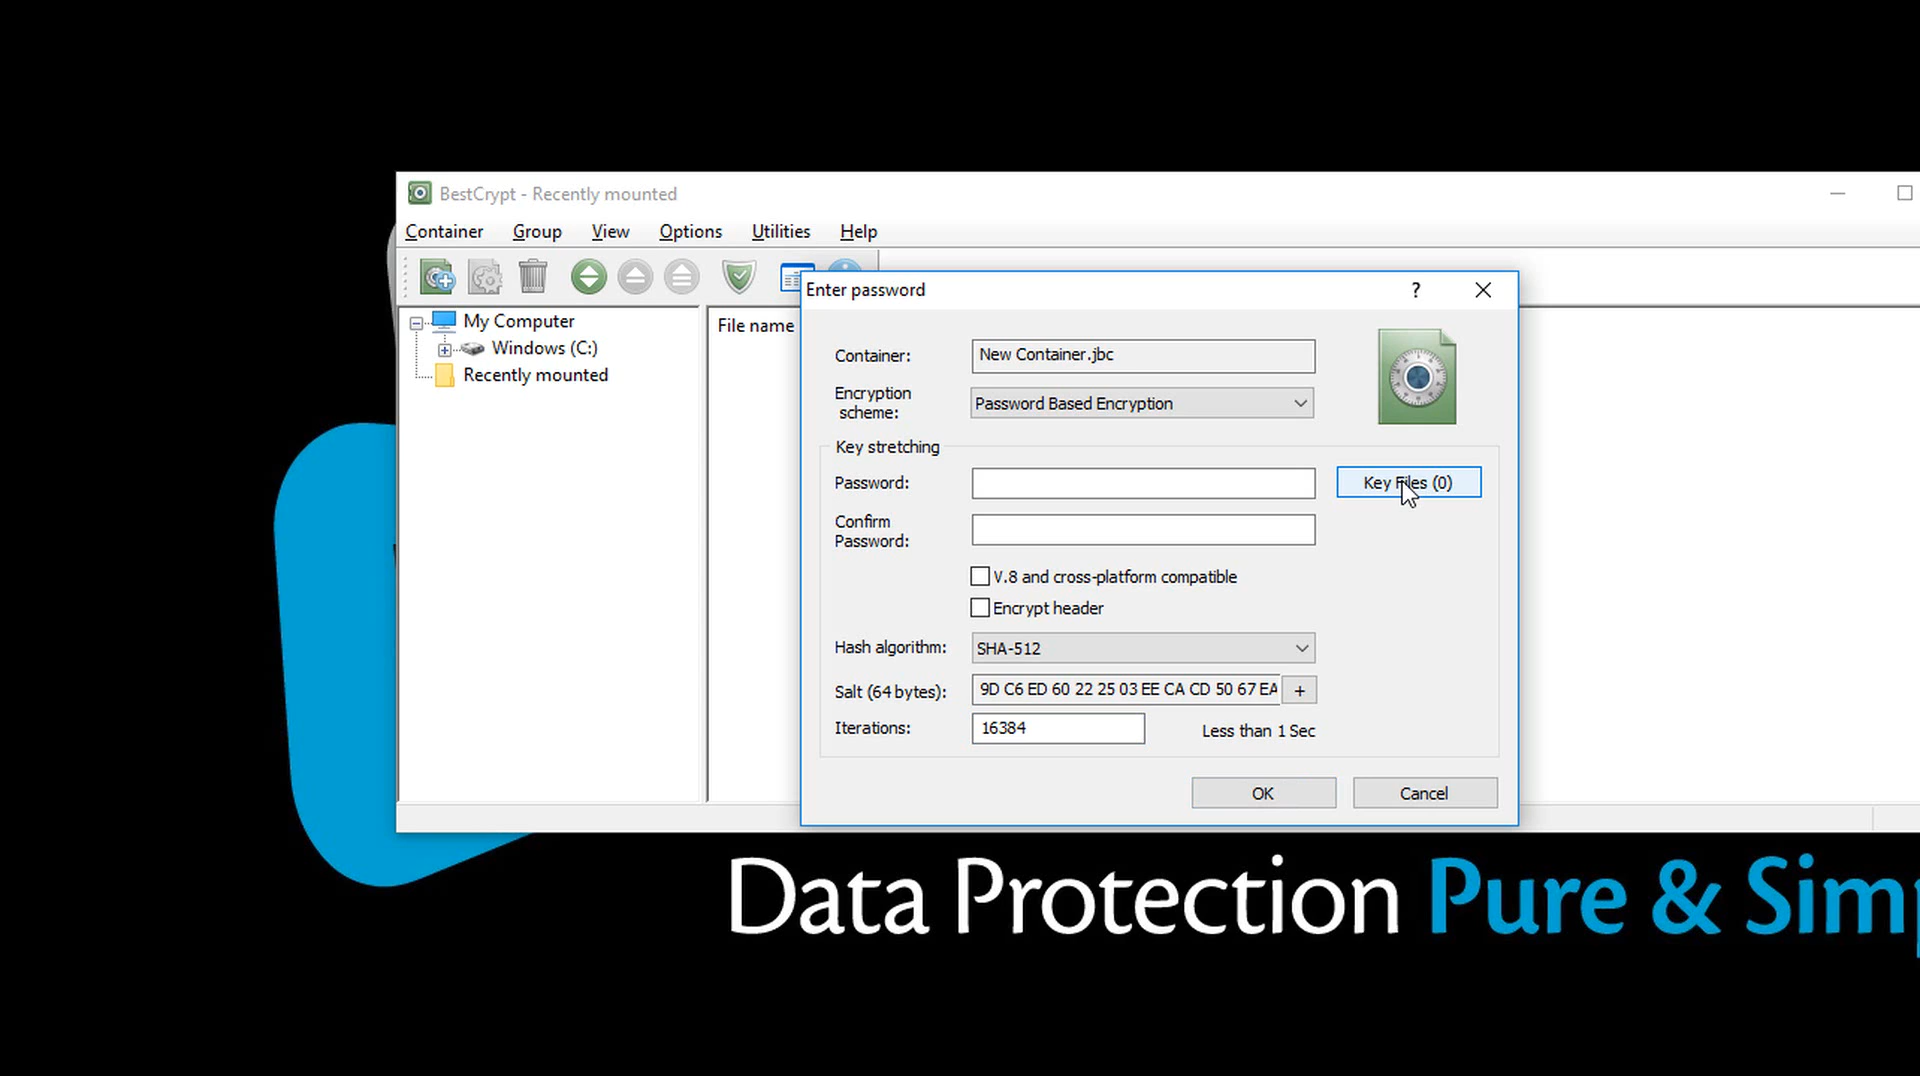 BestCrypt - Recently mounted
Container Group View Options Utilities Help
My Computer
Windows (C:)
Recently mounted
File name
Enter password
?
Container: New Container.jbc
Encryption
scheme:
Password Based Encryption
Key stretching
Password:
Key Files (0)
Confirm
Password:
V.8 and cross-platform compatible
Encrypt header
Hash algorithm: SHA-512
Salt (64 bytes): 9D C6 ED 60 22 25 03 EE CA CD 50 67 EA +
Iterations: 16384 Less than 1 Sec
OK Cancel
Data Protection Pure & Simp